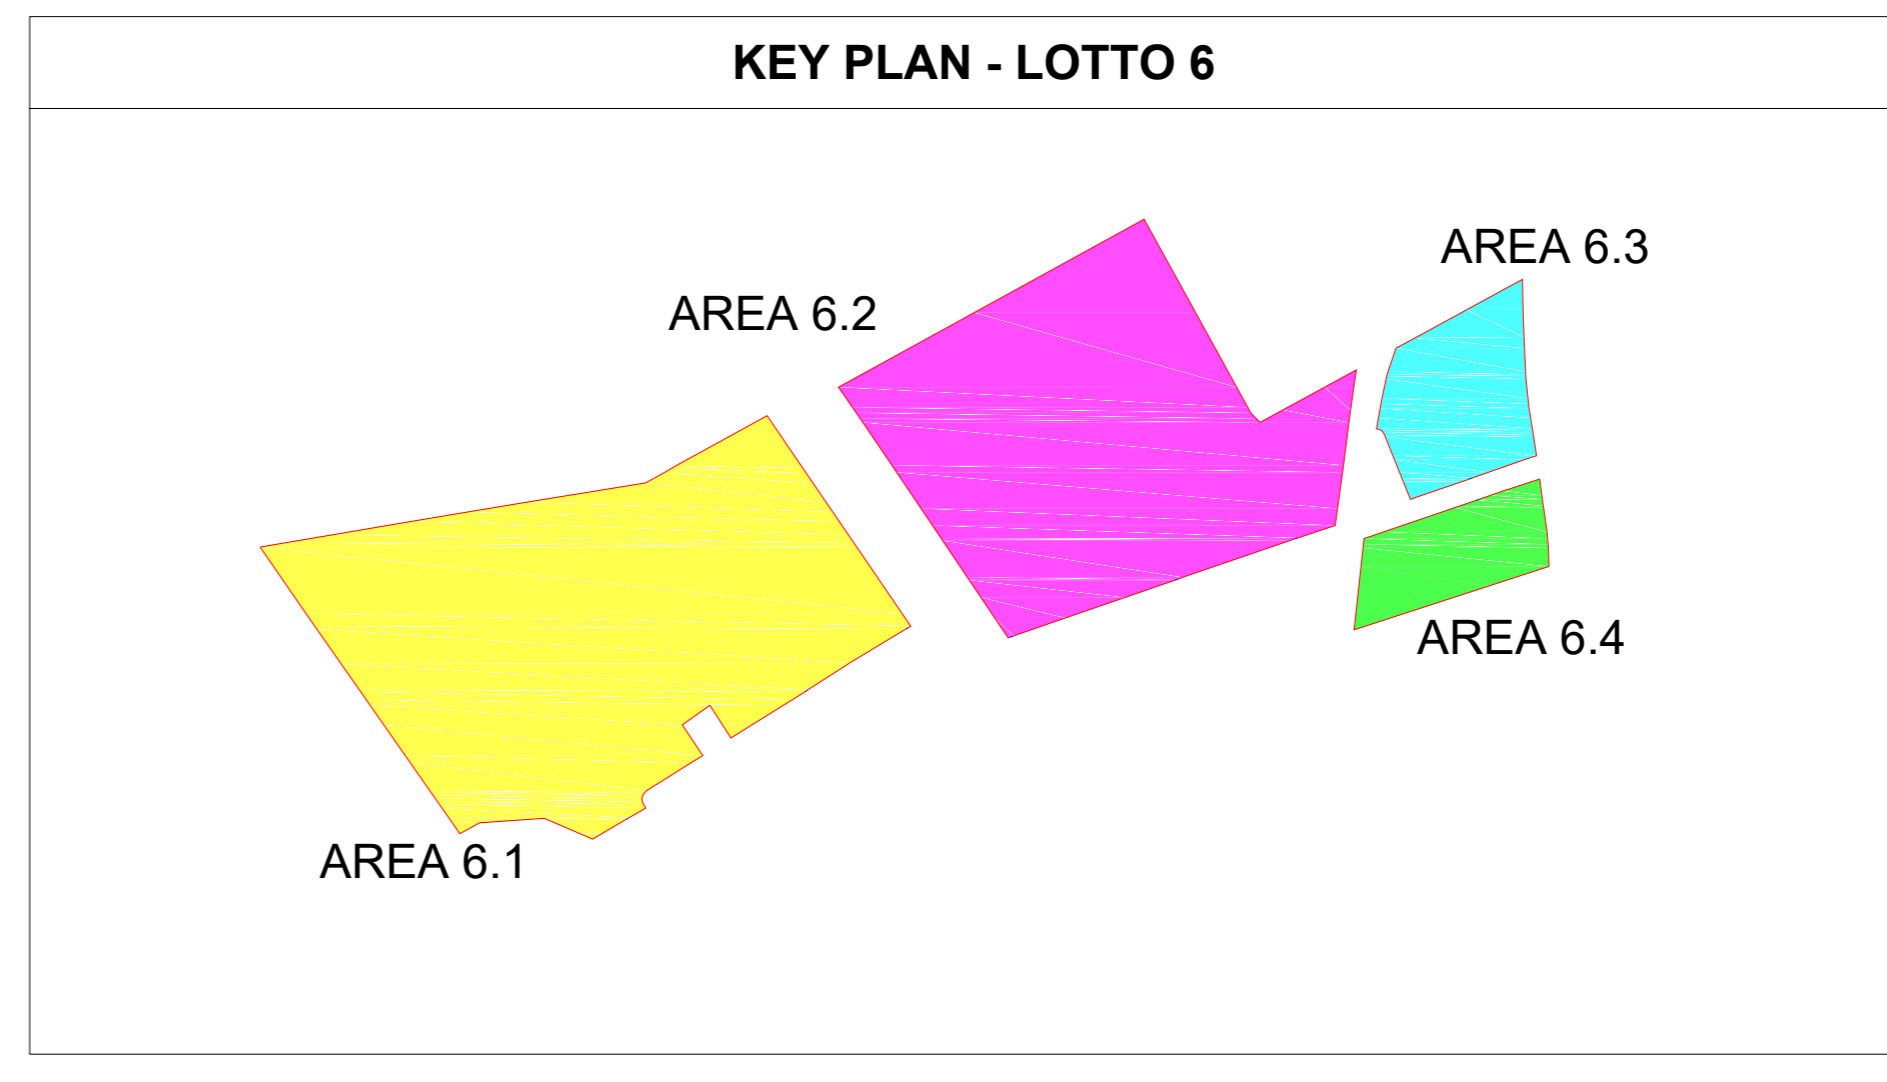 KEY PLAN - LOTTO 6
AREA 6.3
AREA 6.2
AREA 6.4
AREA 6.1